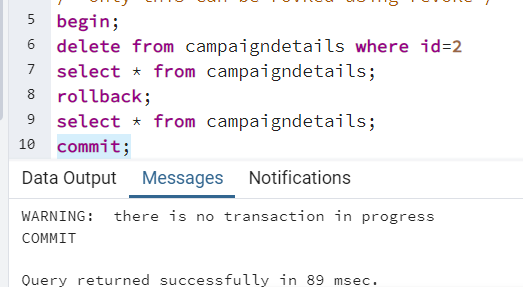 5 begin;
6 delete from campaigndetails where id=2
7 select * from campaigndetails;
8 rollback;
9 select * from campaigndetails;
10 commit;
Data Output Messages Notifications
WARNING:  there is no transaction in progress
COMMIT
Query returned successfully in 89 msec.